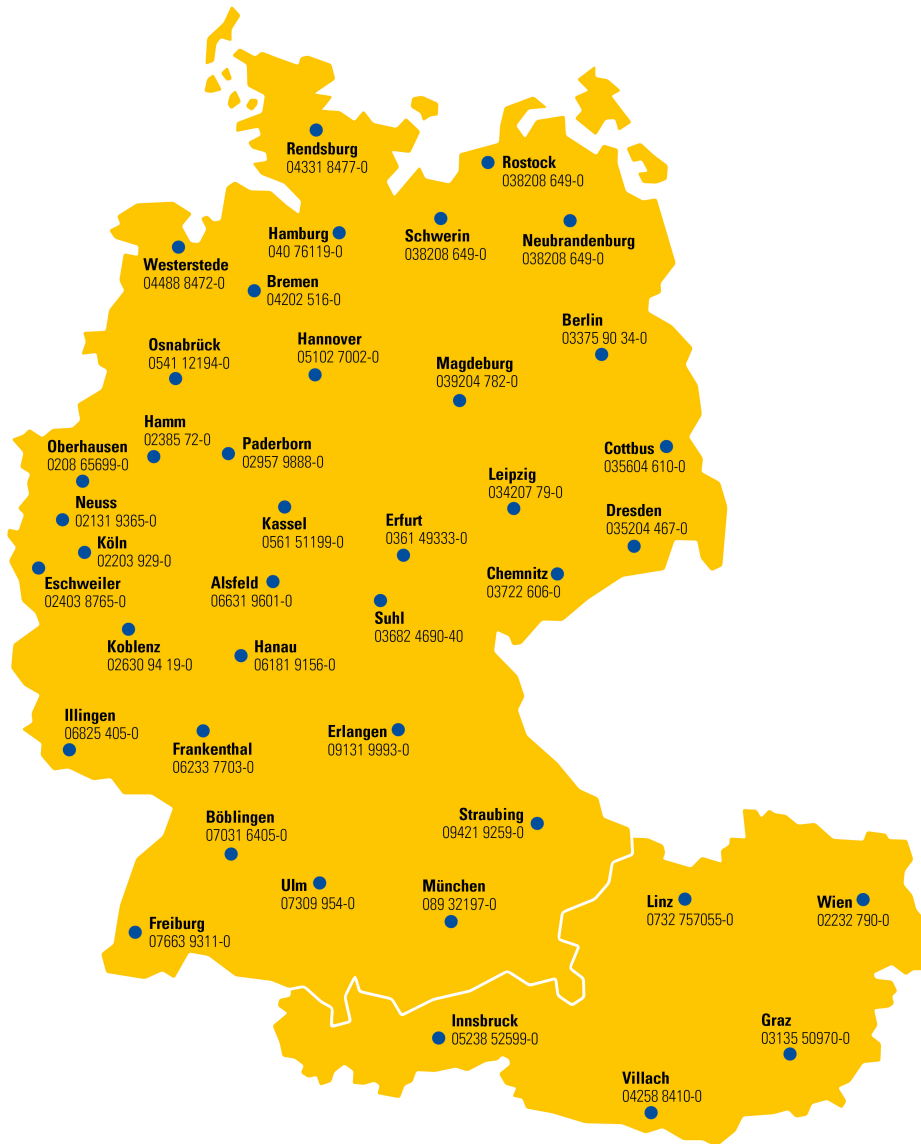 Rendsburg
04331 8477-0
Rostock
038208 649-0
Hamburg
040 76119-0
Schwerin
038208 649-0
Neubrandenburg
038208 649-0
Westerstede
04488 8472-0
Bremen
04202 516-0
Berlin
03375 90 34-0
Osnabrück
0541 12194-0
Hannover
05102 7002-0
Magdeburg
039204 782-0
Hamm
02385 72-0
Oberhausen
0208 65699-0
Paderborn
02957 9888-0
Cottbus
035604 610-0
Leipzig
034207 79-0
Neuss
02131 9365-0
Kassel
0561 51199-0
Erfurt
0361 49333-0
Dresden
035204 467-0
Köln
02203 929-0
Eschweiler
02403 8765-0
Alsfeld
06631 9601-0
Chemnitz
03722 606-0
Suhl
03682 4690-40
Koblenz
02630 94 19-0
Hanau
06181 9156-0
Illingen
06825 405-0
Frankenthal
06233 7703-0
Erlangen
09131 9993-0
Böblingen
07031 6405-0
Straubing
09421 9259-0
Ulm
07309 954-0
München
089 32197-0
Linz
0732 757055-0
Wien
02232 790-0
Freiburg
07663 9311-0
Innsbruck
05238 52599-0
Graz
03135 50970-0
Villach
04258 8410-0